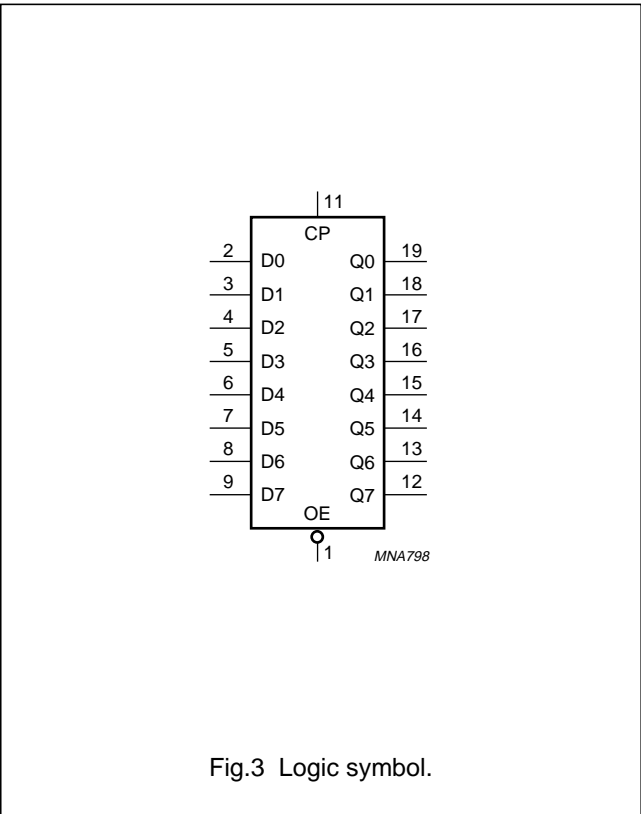 11
CP
2 D0 Q0 19
3 D1 Q1 18
4 D2 Q2 17
5 D3 Q3 16
6 D4 Q4 15
7 D5 Q5 14
8 D6 Q6 13
9 D7 Q7 12
OE
1 MNA798
Fig.3 Logic symbol.